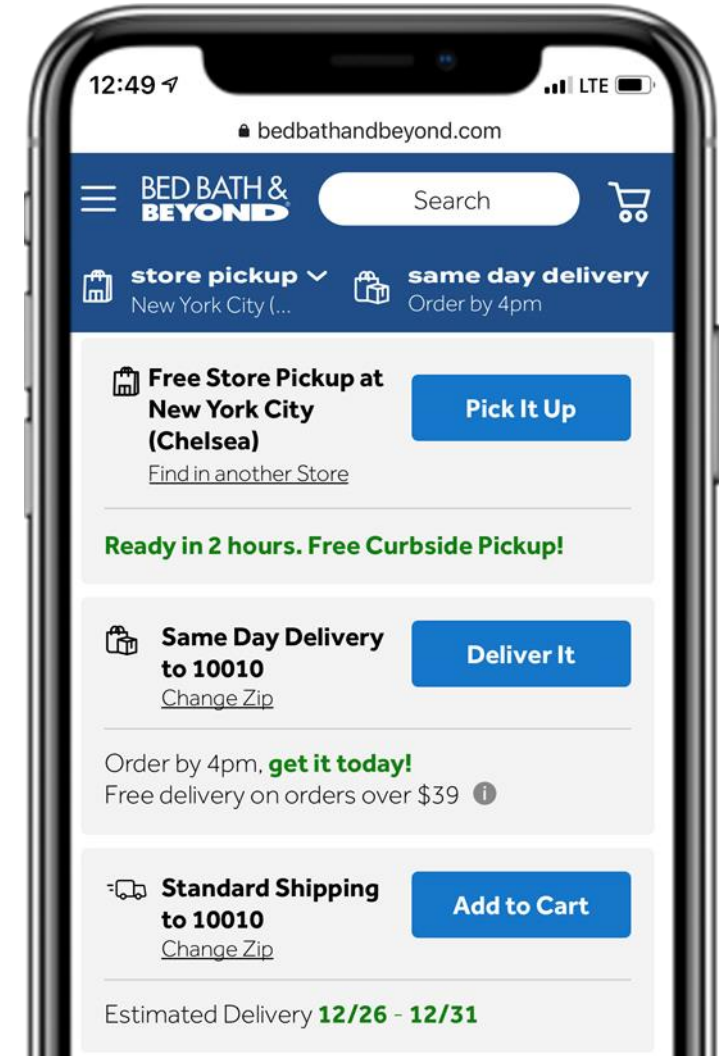 12:49
LTE
bedbathandbeyond.com
BED BATH &
BEYOND
Search
store pickup
New York City (...
same day delivery
Order by 4pm
Free Store Pickup at
New York City
(Chelsea)
Find in another Store
Pick It Up
Ready in 2 hours. Free Curbside Pickup!
Same Day Delivery
to 10010
Change Zip
Deliver It
Order by 4pm, get it today!
Free delivery on orders over $39 i
Standard Shipping
to 10010
Change Zip
Add to Cart
Estimated Delivery 12/26 - 12/31